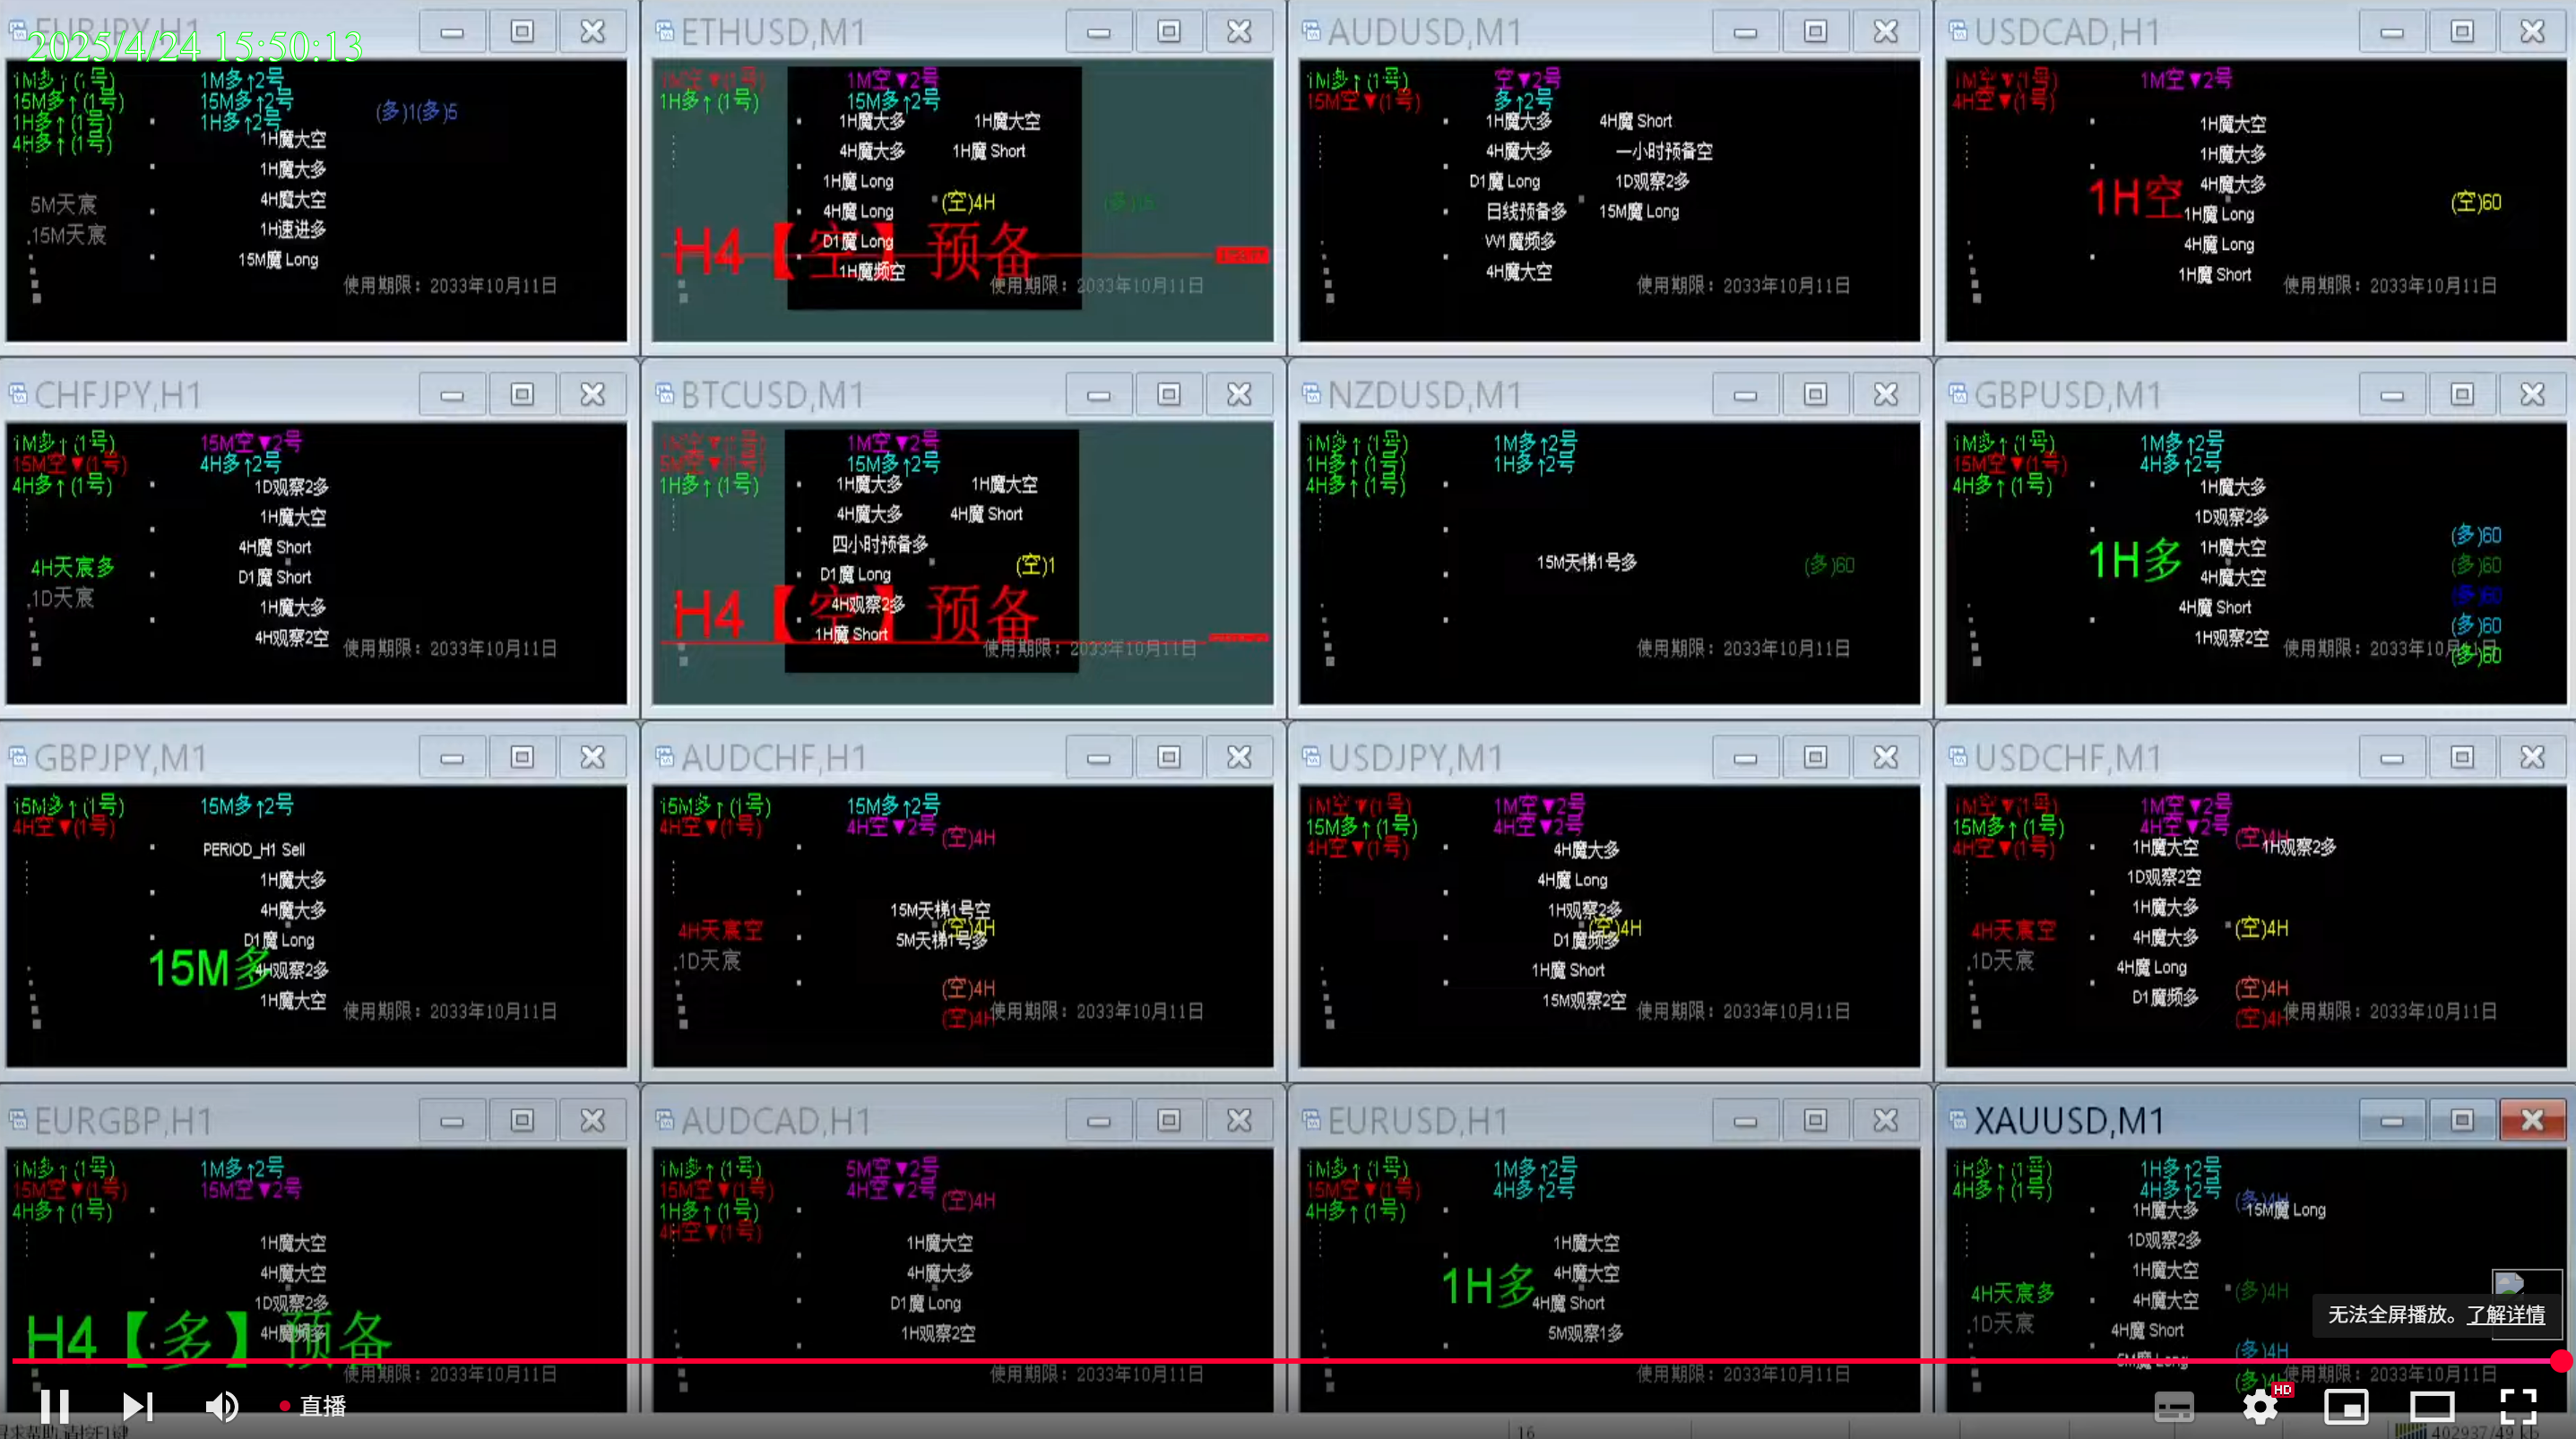 EURJPY,H1
2025/4/24 15:50:13
1M多↑(1号)
15M多↑(1号)
1H多↑(1号)
4H多↑(1号)
1M多↑2号
15M多↑2号
1H多↑2号
(多)1(多)5
1H魔大空
1H魔大多
4H魔大空
1H速进多
15M魔 Long
5M天宸
15M天宸
使用期限：2033年10月11日
ETHUSD,M1
1M空▼(1号)
1H多↑(1号)
1M空▼2号
15M多↑2号
1H魔大多
4H魔大多
1H魔 Long
4H魔 Long
D1魔 Long
1H魔频空
1H魔大空
1H魔 Short
(空)4H
(多)15
H4【空】预备
使用期限：2033年10月11日
AUDUSD,M1
1M多↑(1号)
15M空▼(1号)
空▼2号
多↑2号
1H魔大多
4H魔大多
D1魔 Long
日线预备多
W1魔频多
4H魔大空
4H魔 Short
一小时预备空
1D观察2多
15M魔 Long
使用期限：2033年10月11日
USDCAD,H1
1M空▼(1号)
4H空▼(1号)
1M空▼2号
1H魔大空
1H魔大多
4H魔大多
1H魔 Long
4H魔 Long
1H魔 Short
1H空
(空)60
使用期限：2033年10月11日
CHFJPY,H1
1M多↑(1号)
15M空▼(1号)
4H多↑(1号)
15M空▼2号
4H多↑2号
1D观察2多
1H魔大空
4H魔 Short
D1魔 Short
1H魔大多
4H观察2空
4H天宸多
1D天宸
使用期限：2033年10月11日
BTCUSD,M1
1M空▼(1号)
5M空▼(1号)
1H多↑(1号)
1M空▼2号
15M多↑2号
1H魔大多
4H魔大多
四小时预备多
D1魔 Long
4H观察2多
1H魔 Short
1H魔大空
4H魔 Short
(空)1
H4【空】预备
使用期限：2033年10月11日
NZDUSD,M1
1M多↑(1号)
1H多↑(1号)
4H多↑(1号)
1M多↑2号
1H多↑2号
15M天梯1号多
(多)60
使用期限：2033年10月11日
GBPUSD,M1
1M多↑(1号)
15M空▼(1号)
4H多↑(1号)
1M多↑2号
4H多↑2号
1H魔大多
1D观察2多
1H魔大空
4H魔大空
4H魔 Short
1H观察2空
1H多
(多)60
(多)60
(多)60
(多)60
(多)60
使用期限：2033年10月11日
GBPJPY,M1
15M多↑(1号)
4H空▼(1号)
15M多↑2号
PERIOD_H1 Sell
1H魔大多
4H魔大多
D1魔 Long
4H观察2多
1H魔大空
15M多
使用期限：2033年10月11日
AUDCHF,H1
15M多↑(1号)
4H空▼(1号)
15M多↑2号
4H空▼2号
(空)4H
15M天梯1号空
(空)4H
5M天梯1号多
4H天宸空
1D天宸
(空)4H
(空)4H
使用期限：2033年10月11日
USDJPY,M1
1M空▼(1号)
15M多↑(1号)
4H空▼(1号)
1M空▼2号
4H空▼2号
4H魔大多
4H魔 Long
1H观察2多
(空)4H
D1魔频多
1H魔 Short
15M观察2空
使用期限：2033年10月11日
USDCHF,M1
1M空▼(1号)
15M多↑(1号)
4H空▼(1号)
1M空▼2号
4H空▼2号
(空)4H
1H观察2多
1H魔大空
1D观察2空
1H魔大多
4H魔大多
4H魔 Long
D1魔频多
(空)4H
4H天宸空
1D天宸
(空)4H
(空)4H
使用期限：2033年10月11日
EURGBP,H1
1M多↑(1号)
15M空▼(1号)
4H多↑(1号)
1M多↑2号
15M空▼2号
1H魔大空
4H魔大空
1D观察2多
4H魔频多
H4【多】预备
使用期限：2033年10月11日
AUDCAD,H1
1M多↑(1号)
15M空▼(1号)
1H多↑(1号)
4H空▼(1号)
5M空▼2号
4H空▼2号
(空)4H
1H魔大空
4H魔大多
D1魔 Long
1H观察2空
使用期限：2033年10月11日
EURUSD,H1
1M多↑(1号)
15M空▼(1号)
4H多↑(1号)
1M多↑2号
4H多↑2号
1H魔大空
4H魔大空
4H魔 Short
5M观察1多
1H多
使用期限：2033年10月11日
XAUUSD,M1
1H多↑(1号)
4H多↑(1号)
1H多↑2号
4H多↑2号
(多)4H
15M魔 Long
1H魔大多
1D观察2多
1H魔大空
4H魔大空
4H魔 Short
5M魔 Long
(多)4H
4H天宸多
1D天宸
(多)4H
(多)4H
使用期限：2033年10月11日
无法全屏播放。了解详情
直播
HD
16
402937/49 kb